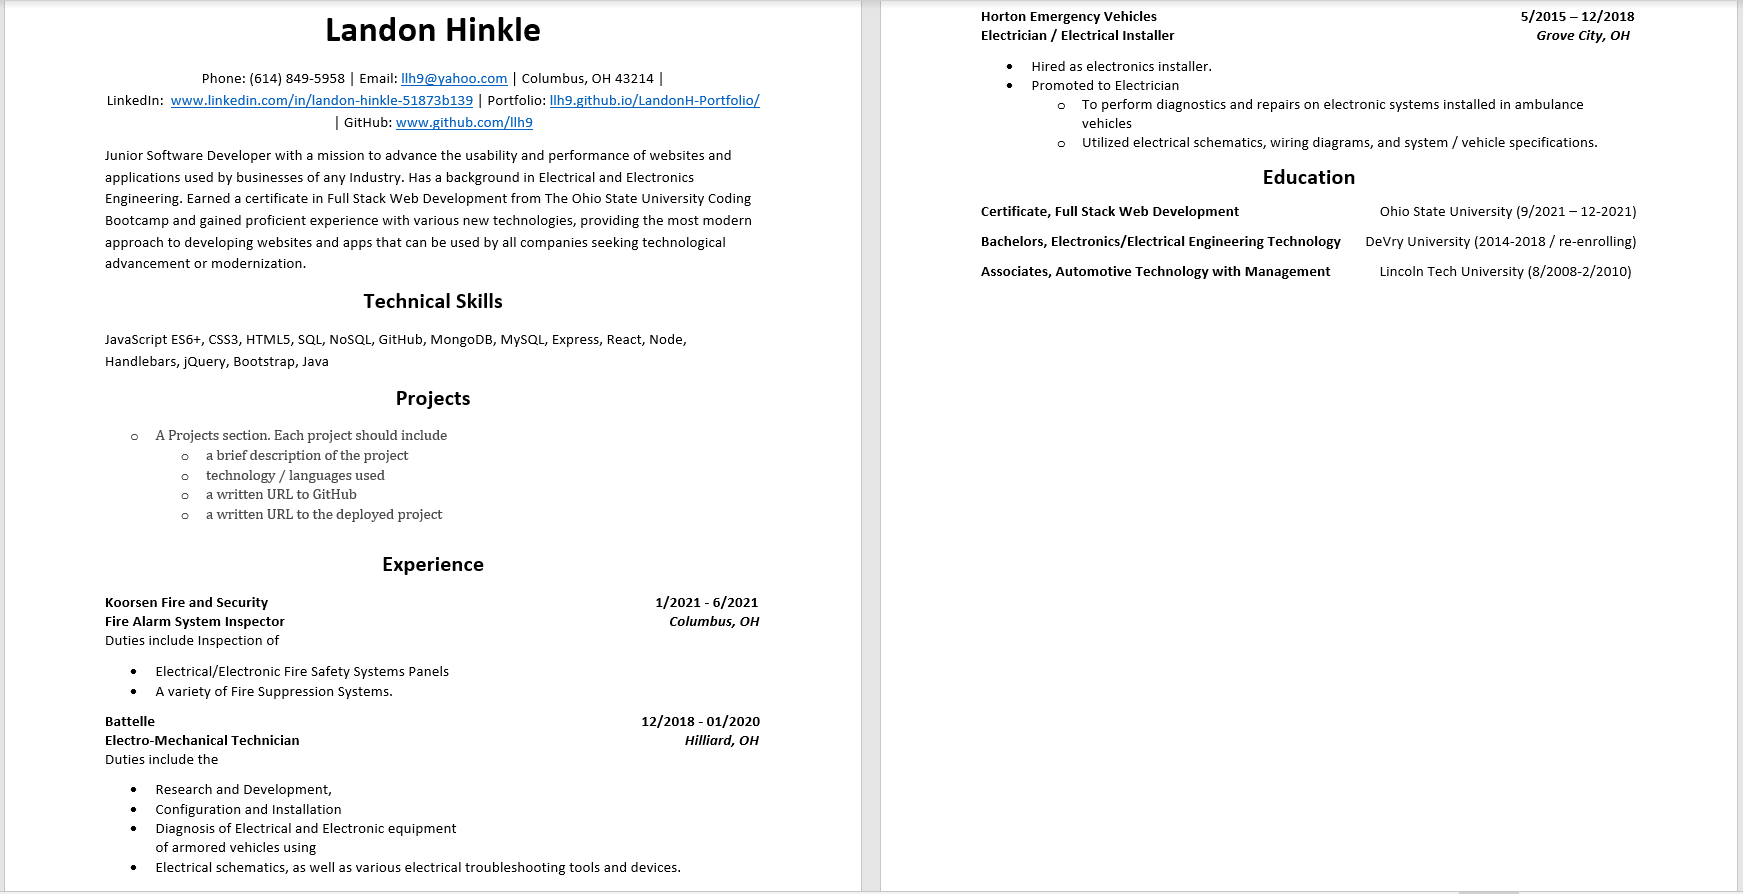 Landon Hinkle
Phone: (614) 849-5958 | Email: llh9@yahoo.com | Columbus, OH 43214 |
LinkedIn: www.linkedin.com/in/landon-hinkle-51873b139 | Portfolio: llh9.github.io/LandonH-Portfolio/
| GitHub: www.github.com/llh9
Junior Software Developer with a mission to advance the usability and performance of websites and
applications used by businesses of any Industry. Has a background in Electrical and Electronics
Engineering. Earned a certificate in Full Stack Web Development from The Ohio State University Coding
Bootcamp and gained proficient experience with various new technologies, providing the most modern
approach to developing websites and apps that can be used by all companies seeking technological
advancement or modernization.
Technical Skills
JavaScript ES6+, CSS3, HTML5, SQL, NoSQL, GitHub, MongoDB, MySQL, Express, React, Node,
Handlebars, jQuery, Bootstrap, Java
Projects
o A Projects section. Each project should include
o a brief description of the project
o technology / languages used
o a written URL to GitHub
o a written URL to the deployed project
Experience
Koorsen Fire and Security 1/2021 - 6/2021
Fire Alarm System Inspector Columbus, OH
Duties include Inspection of
• Electrical/Electronic Fire Safety Systems Panels
• A variety of Fire Suppression Systems.
Battelle 12/2018 - 01/2020
Electro-Mechanical Technician Hilliard, OH
Duties include the
• Research and Development,
• Configuration and Installation
• Diagnosis of Electrical and Electronic equipment
of armored vehicles using
• Electrical schematics, as well as various electrical troubleshooting tools and devices.
Horton Emergency Vehicles 5/2015 – 12/2018
Electrician / Electrical Installer Grove City, OH
• Hired as electronics installer.
• Promoted to Electrician
o To perform diagnostics and repairs on electronic systems installed in ambulance
vehicles
o Utilized electrical schematics, wiring diagrams, and system / vehicle specifications.
Education
Certificate, Full Stack Web Development Ohio State University (9/2021 – 12-2021)
Bachelors, Electronics/Electrical Engineering Technology DeVry University (2014-2018 / re-enrolling)
Associates, Automotive Technology with Management Lincoln Tech University (8/2008-2/2010)